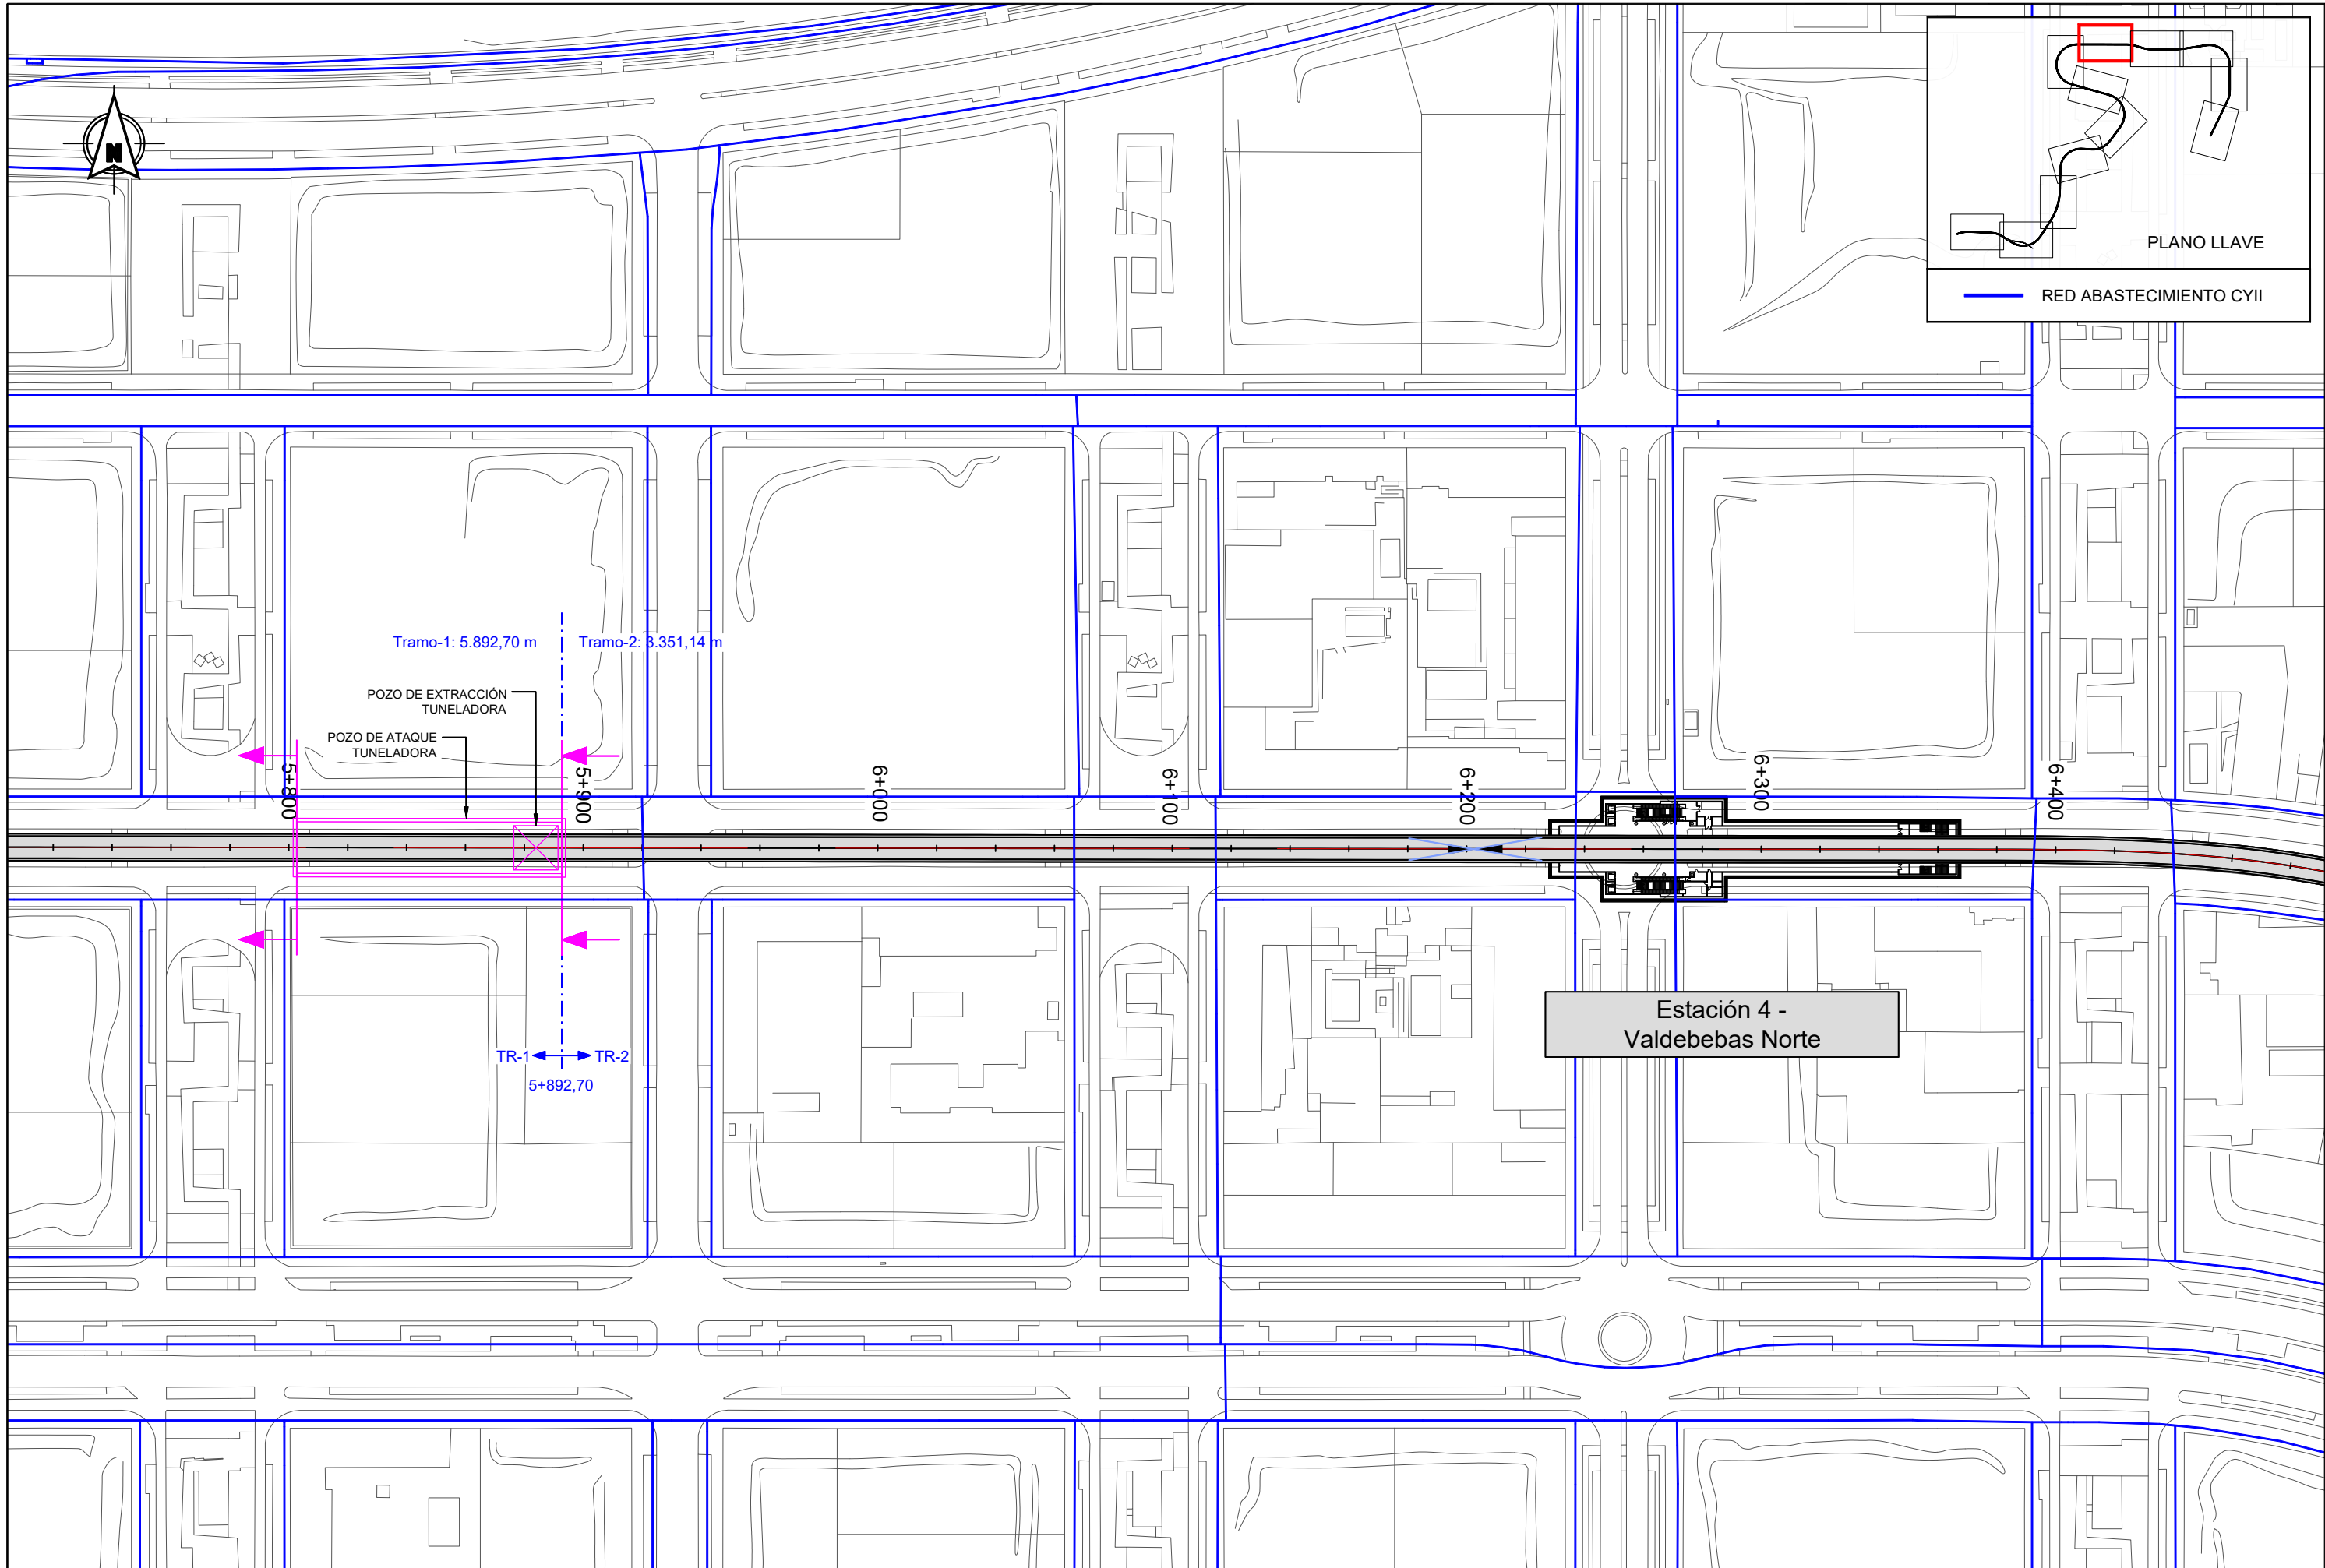 N
PLANO LLAVE
RED ABASTECIMIENTO CYII
Tramo-1: 5.892,70 m
Tramo-2: 3.351,14 m
POZO DE EXTRACCIÓN
TUNELADORA
POZO DE ATAQUE
TUNELADORA
5+800
5+900
6+000
6+100
6+200
6+300
6+400
Estación 4 -
Valdebebas Norte
TR-1
TR-2
5+892,70